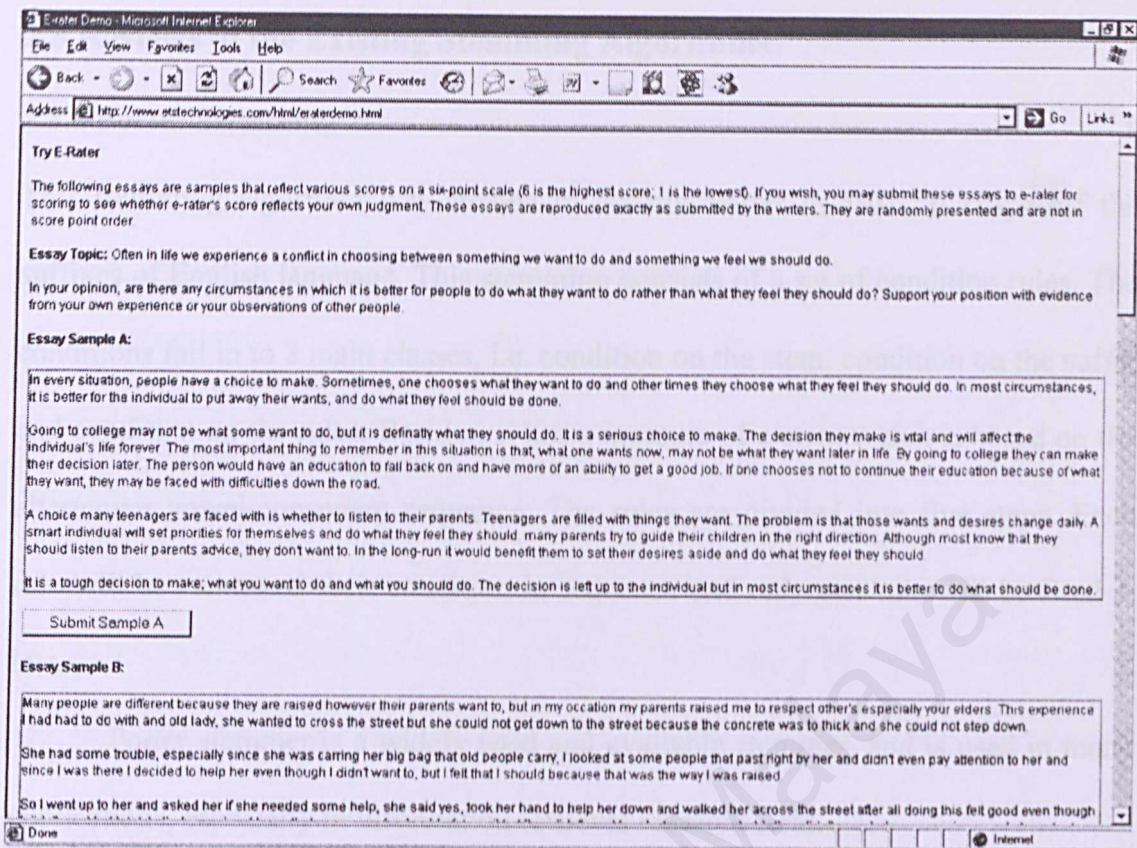 E-rater Demo - Microsoft Internet Explorer
File Edit View Favorites Tools Help
Back Search Favorites
Address http://www.etstechnologies.com/html/eraterdemo.html Go Links »
Try E-Rater
The following essays are samples that reflect various scores on a six-point scale (6 is the highest score; 1 is the lowest). If you wish, you may submit these essays to e-rater for
scoring to see whether e-rater's score reflects your own judgment. These essays are reproduced exactly as submitted by the writers. They are randomly presented and are not in
score point order.
Essay Topic: Often in life we experience a conflict in choosing between something we want to do and something we feel we should do.
In your opinion, are there any circumstances in which it is better for people to do what they want to do rather than what they feel they should do? Support your position with evidence
from your own experience or your observations of other people.
Essay Sample A:
In every situation, people have a choice to make. Sometimes, one chooses what they want to do and other times they choose what they feel they should do. In most circumstances,
it is better for the individual to put away their wants, and do what they feel should be done.
Going to college may not be what some want to do, but it is definatly what they should do. It is a serious choice to make. The decision they make is vital and will affect the
individual's life forever. The most important thing to remember in this situation is that, what one wants now, may not be what they want later in life. By going to college they can make
their decision later. The person would have an education to fall back on and have more of an ability to get a good job. If one chooses not to continue their education because of what
they want, they may be faced with difficulties down the road.
A choice many teenagers are faced with is whether to listen to their parents. Teenagers are filled with things they want. The problem is that those wants and desires change daily. A
smart individual will set priorities for themselves and do what they feel they should. many parents try to guide their children in the right direction. Although most know that they
should listen to their parents advice, they don't want to. In the long-run it would benefit them to set their desires aside and do what they feel they should.
It is a tough decision to make; what you want to do and what you should do. The decision is left up to the individual but in most circumstances it is better to do what should be done.
Submit Sample A
Essay Sample B:
Many people are different because they are raised however their parents want to, but in my occation my parents raised me to respect other's especially your elders. This experience
I had had to do with and old lady, she wanted to cross the street but she could not get down to the street because the concrete was to thick and she could not step down.
She had some trouble, especially since she was carring her big bag that old people carry, I looked at some people that past right by her and didn't even pay attention to her and
since I was there I decided to help her even though I didn't want to, but i felt that I should because that was the way I was raised.
So I went up to her and asked her if she needed some help, she said yes, took her hand to help her down and walked her across the street after all doing this felt good even though
Done Internet
Malaya